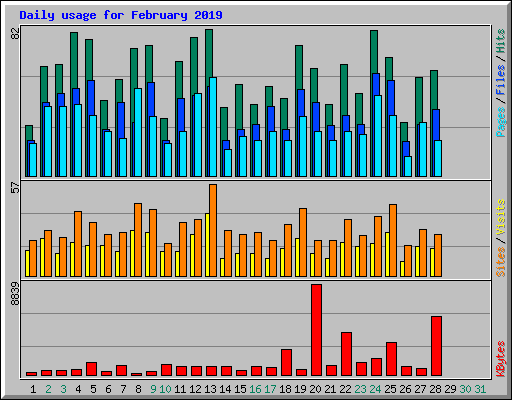 Daily usage for February 2019
82
Pages / Files / Hits
57
Sites / Visits
8839
KBytes
1 2 3 4 5 6 7 8 9 10 11 12 13 14 15 16 17 18 19 20 21 22 23 24 25 26 27 28 29 30 31